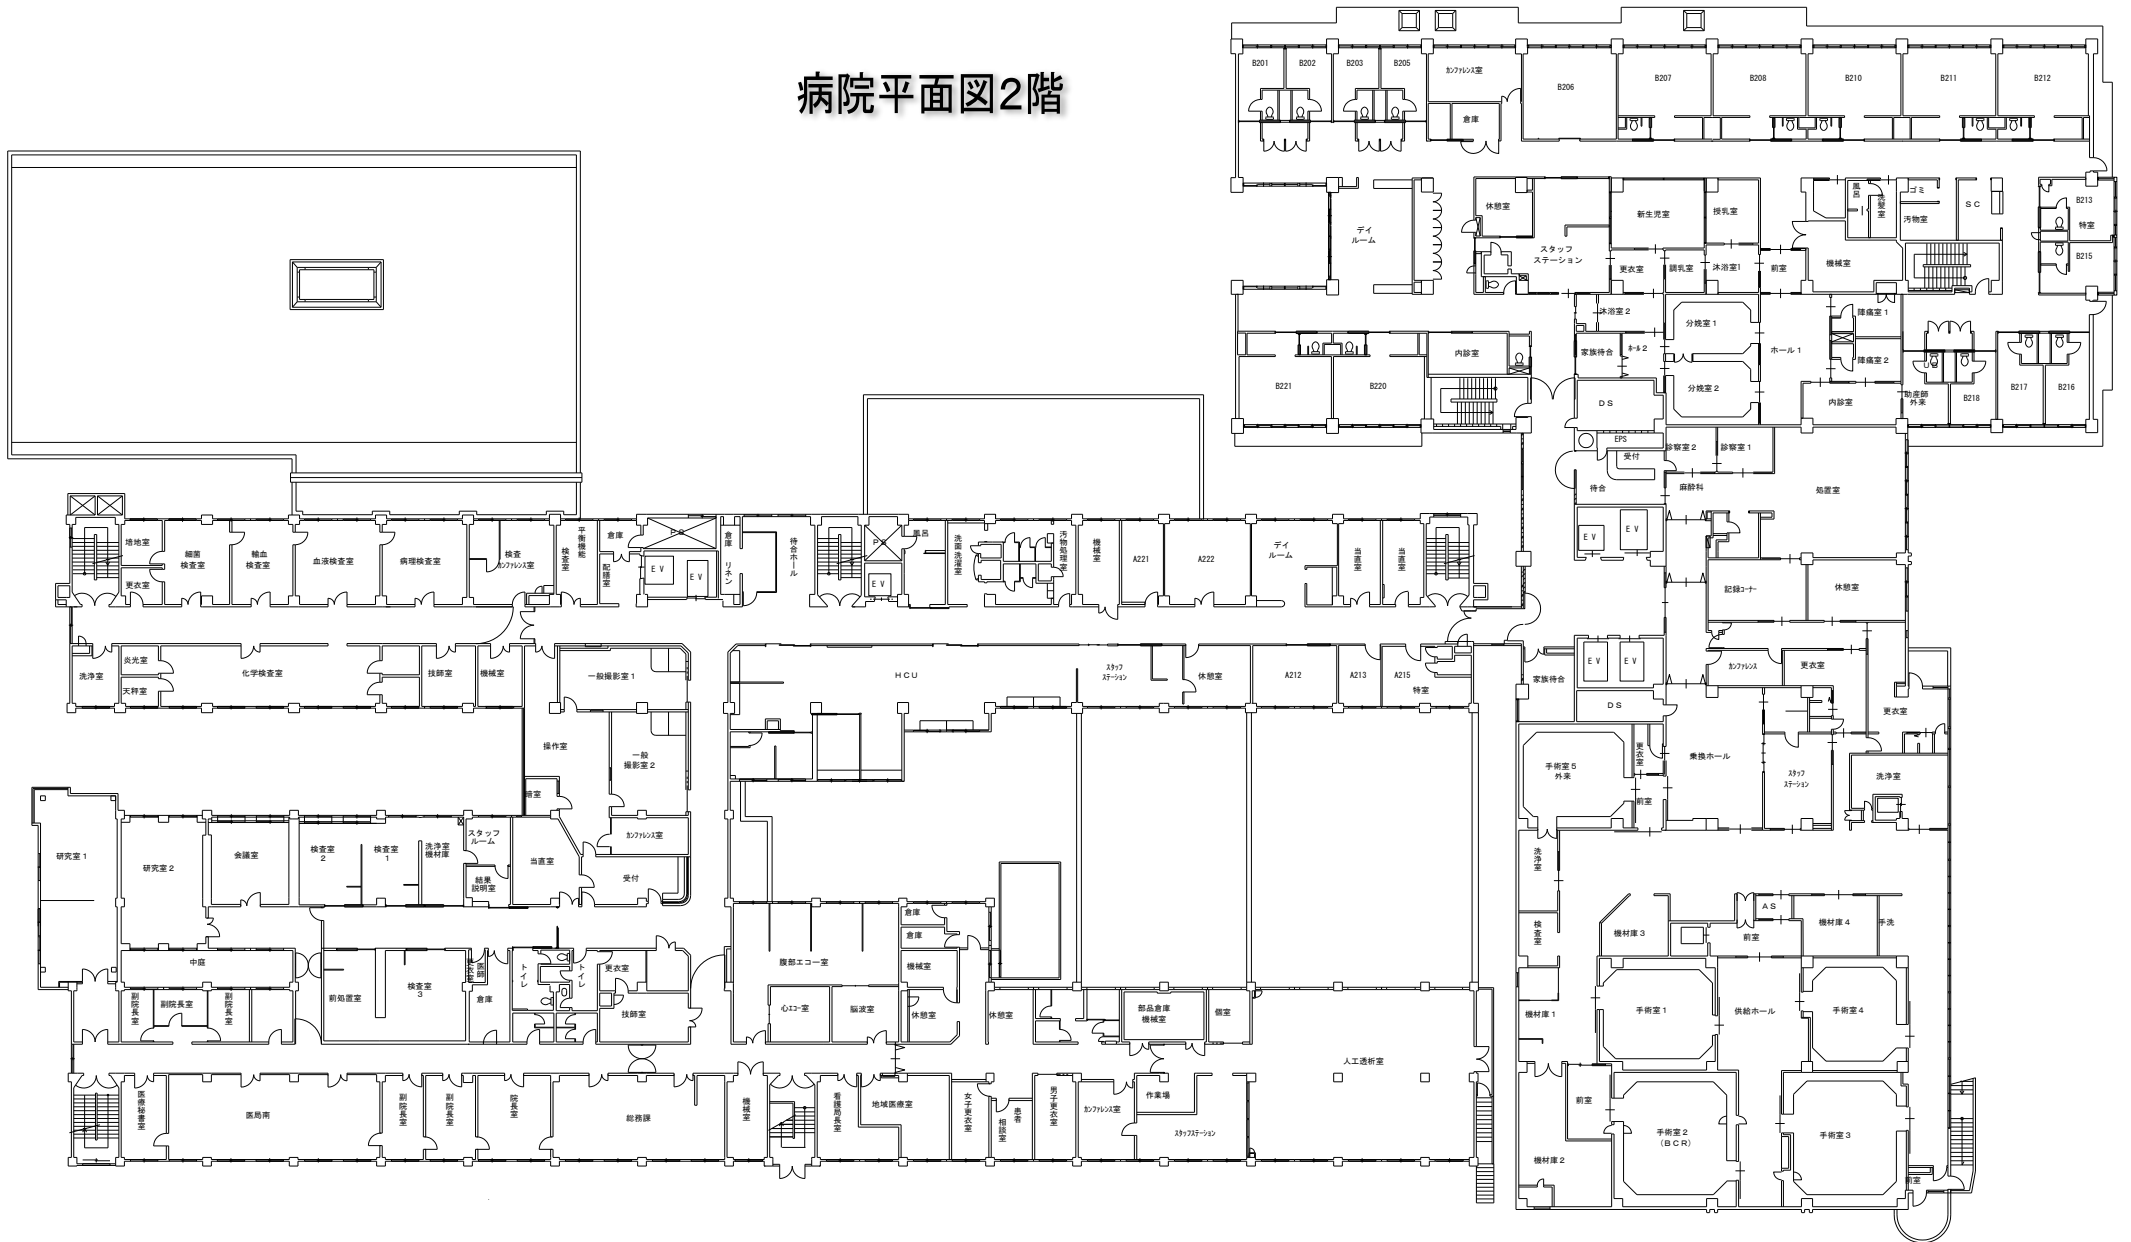 病院平面図2階
B201
B202
B203
B205
ｶﾝﾌｧﾚﾝｽ室
倉庫
B206
B207
B208
B210
B211
B212
休憩室
スタッフ
ステーション
デイ
ルーム
新生児室
授乳室
風呂
洗髪室
ゴミ
汚物室
SC
B213
特室
B215
更衣室
調乳室
沐浴室1
前室
機械室
沐浴室2
分娩室1
陣痛室1
家族待合
ﾎｰﾙ2
ホール1
陣痛室2
分娩室2
内診室
B221
B220
内診室
助産師
外来
B218
B217
B216
DS
EPS
受付
待合
診察室2
診察室1
麻酔科
処置室
EV
EV
培地室
更衣室
細菌
検査室
輸血
検査室
血液検査室
病理検査室
検査
ｶﾝﾌｧﾚﾝｽ室
平衡機能
検査室
倉庫
配膳室
PS
EV
EV
倉庫
リネン
待合ホール
PS
EV
風呂
洗面洗濯室
汚物処理室
機械室
A221
A222
デイ
ルーム
当直室
当直室
記録ｺｰﾅｰ
休憩室
洗浄室
炎光室
天秤室
化学検査室
技師室
機械室
一般撮影室1
HCU
ｽﾀｯﾌ
ｽﾃｰｼｮﾝ
休憩室
A212
A213
A215
特室
家族待合
EV
EV
DS
ｶﾝﾌｧﾚﾝｽ
更衣室
更衣室
操作室
一般
撮影室2
暗室
ｶﾝﾌｧﾚﾝｽ室
手術室5
外来
更衣室
前室
乗換ホール
ｽﾀｯﾌ
ｽﾃｰｼｮﾝ
洗浄室
研究室1
研究室2
会議室
検査室
2
検査室
1
洗浄室
機材庫
スタッフ
ルーム
結果
説明室
当直室
受付
洗浄室
検査室
機材庫3
AS
前室
機材庫4
手洗
中庭
前処置室
検査室
3
医師
更衣室
倉庫
トイレ
トイレ
更衣室
技師室
腹部エコー室
心ｴｺｰ室
脳波室
倉庫
倉庫
機械室
休憩室
休憩室
部品倉庫
機械室
個室
人工透析室
機材庫1
手術室1
供給ホール
手術室4
副院長室
副院長室
副院長室
医療秘書室
医局南
副院長室
副院長室
院長室
総務課
機械室
看護局長室
地域医療室
女子更衣室
患者
相談室
男子更衣室
ｶﾝﾌｧﾚﾝｽ室
作業場
ｽﾀｯﾌｽﾃｰｼｮﾝ
前室
機材庫2
手術室2
(BCR)
手術室3
前室